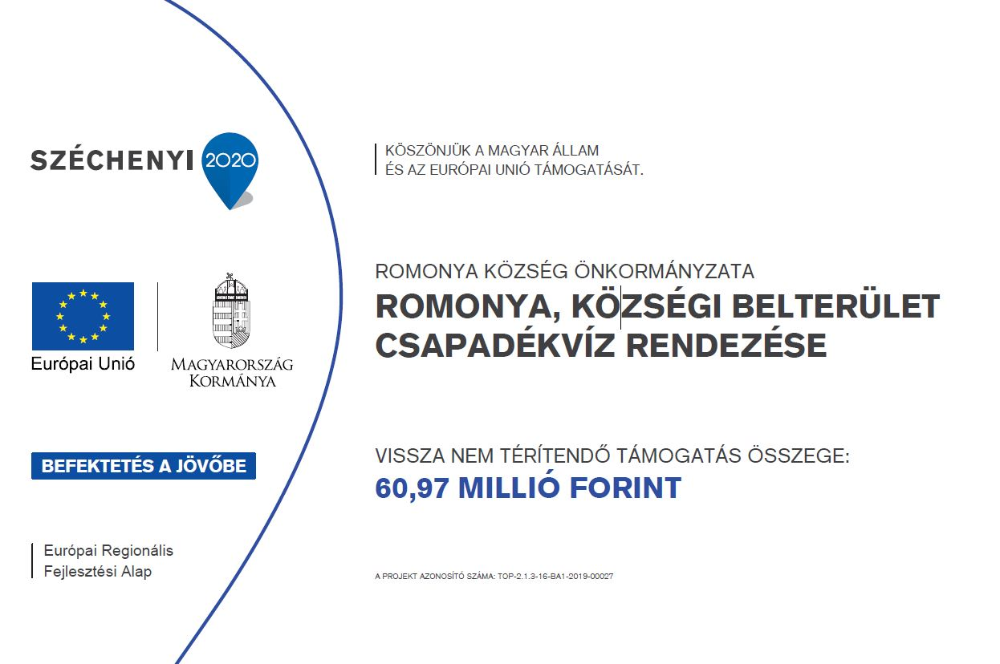 SZÉCHENYI 2020
KÖSZÖNJÜK A MAGYAR ÁLLAM
ÉS AZ EURÓPAI UNIÓ TÁMOGATÁSÁT.
Európai Unió
MAGYARORSZÁG
KORMÁNYA
ROMONYA KÖZSÉG ÖNKORMÁNYZATA
ROMONYA, KÖZSÉGI BELTERÜLET
CSAPADÉKVÍZ RENDEZÉSE
BEFEKTETÉS A JÖVŐBE
VISSZA NEM TÉRÍTENDŐ TÁMOGATÁS ÖSSZEGE:
60,97 MILLIÓ FORINT
Európai Regionális
Fejlesztési Alap
A PROJEKT AZONOSÍTÓ SZÁMA: TOP-2.1.3-16-BA1-2019-00027